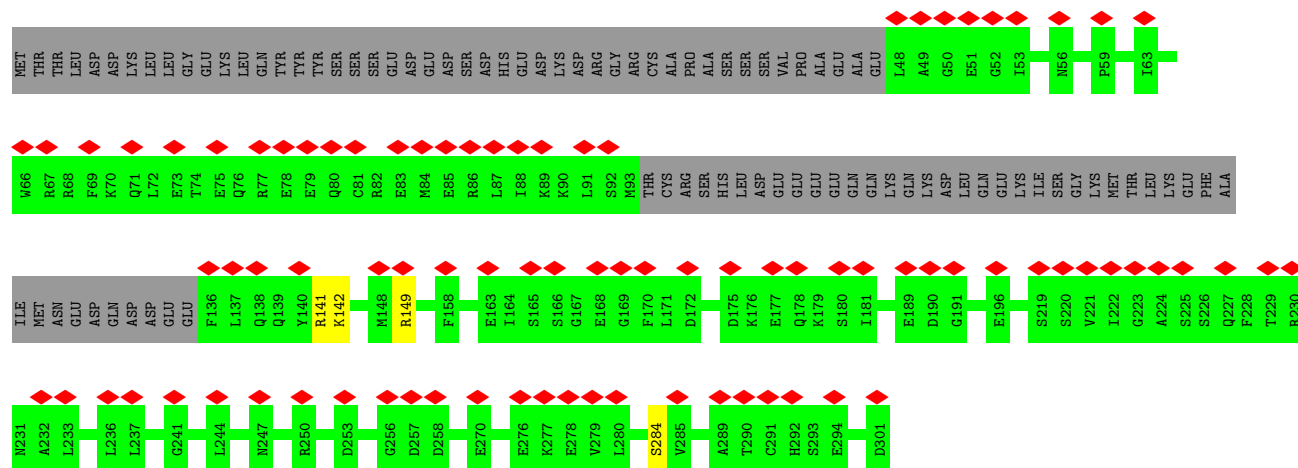 MET THR THR LEU ASP ASP LYS LEU LEU GLY GLU LYS LEU GLN TYR TYR TYR SER SER SER GLU ASP GLU ASP SER ASP HIS GLU ASP LYS ASP ARG GLY ARG CYS ALA PRO ALA SER SER SER VAL PRO ALA GLU ALA GLU L48 A49 G50 E51 G52 I53 N56 P59 I63
W66 R67 R68 F69 K70 Q71 L72 E73 T74 E75 Q76 R77 E78 E79 Q80 C81 R82 E83 M84 E85 R86 L87 I88 K89 K90 L91 S92 M93 THR CYS ARG SER HIS LEU ASP GLU GLU GLU GLU GLN GLN LYS GLN LYS ASP LEU GLN GLU LYS ILE SER GLY LYS MET THR LEU LYS GLU PHE ALA
ILE MET ASN GLU ASP GLN ASP ASP GLU GLU F136 L137 Q138 Q139 Y140 R141 K142 M148 R149 F158 E163 I164 S165 S166 G167 E168 G169 F170 L171 D172 D175 K176 E177 Q178 K179 S180 I181 E189 D190 G191 E196 S219 S220 V221 I222 G223 A224 S225 S226 Q227 F228 T229 R230
N231 A232 L233 L236 L237 G241 L244 N247 R250 D253 G256 D257 D258 E270 E276 K277 E278 V279 L280 S284 V285 A289 T290 C291 H292 S293 E294 D301